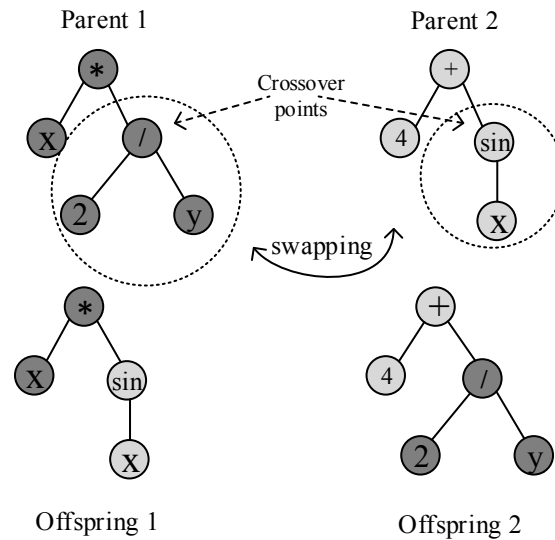 Parent 1
Parent 2
*
+
Crossover
points
x
/
4
sin
2
y
x
swapping
*
+
x
sin
4
/
x
2
y
Offspring 1
Offspring 2